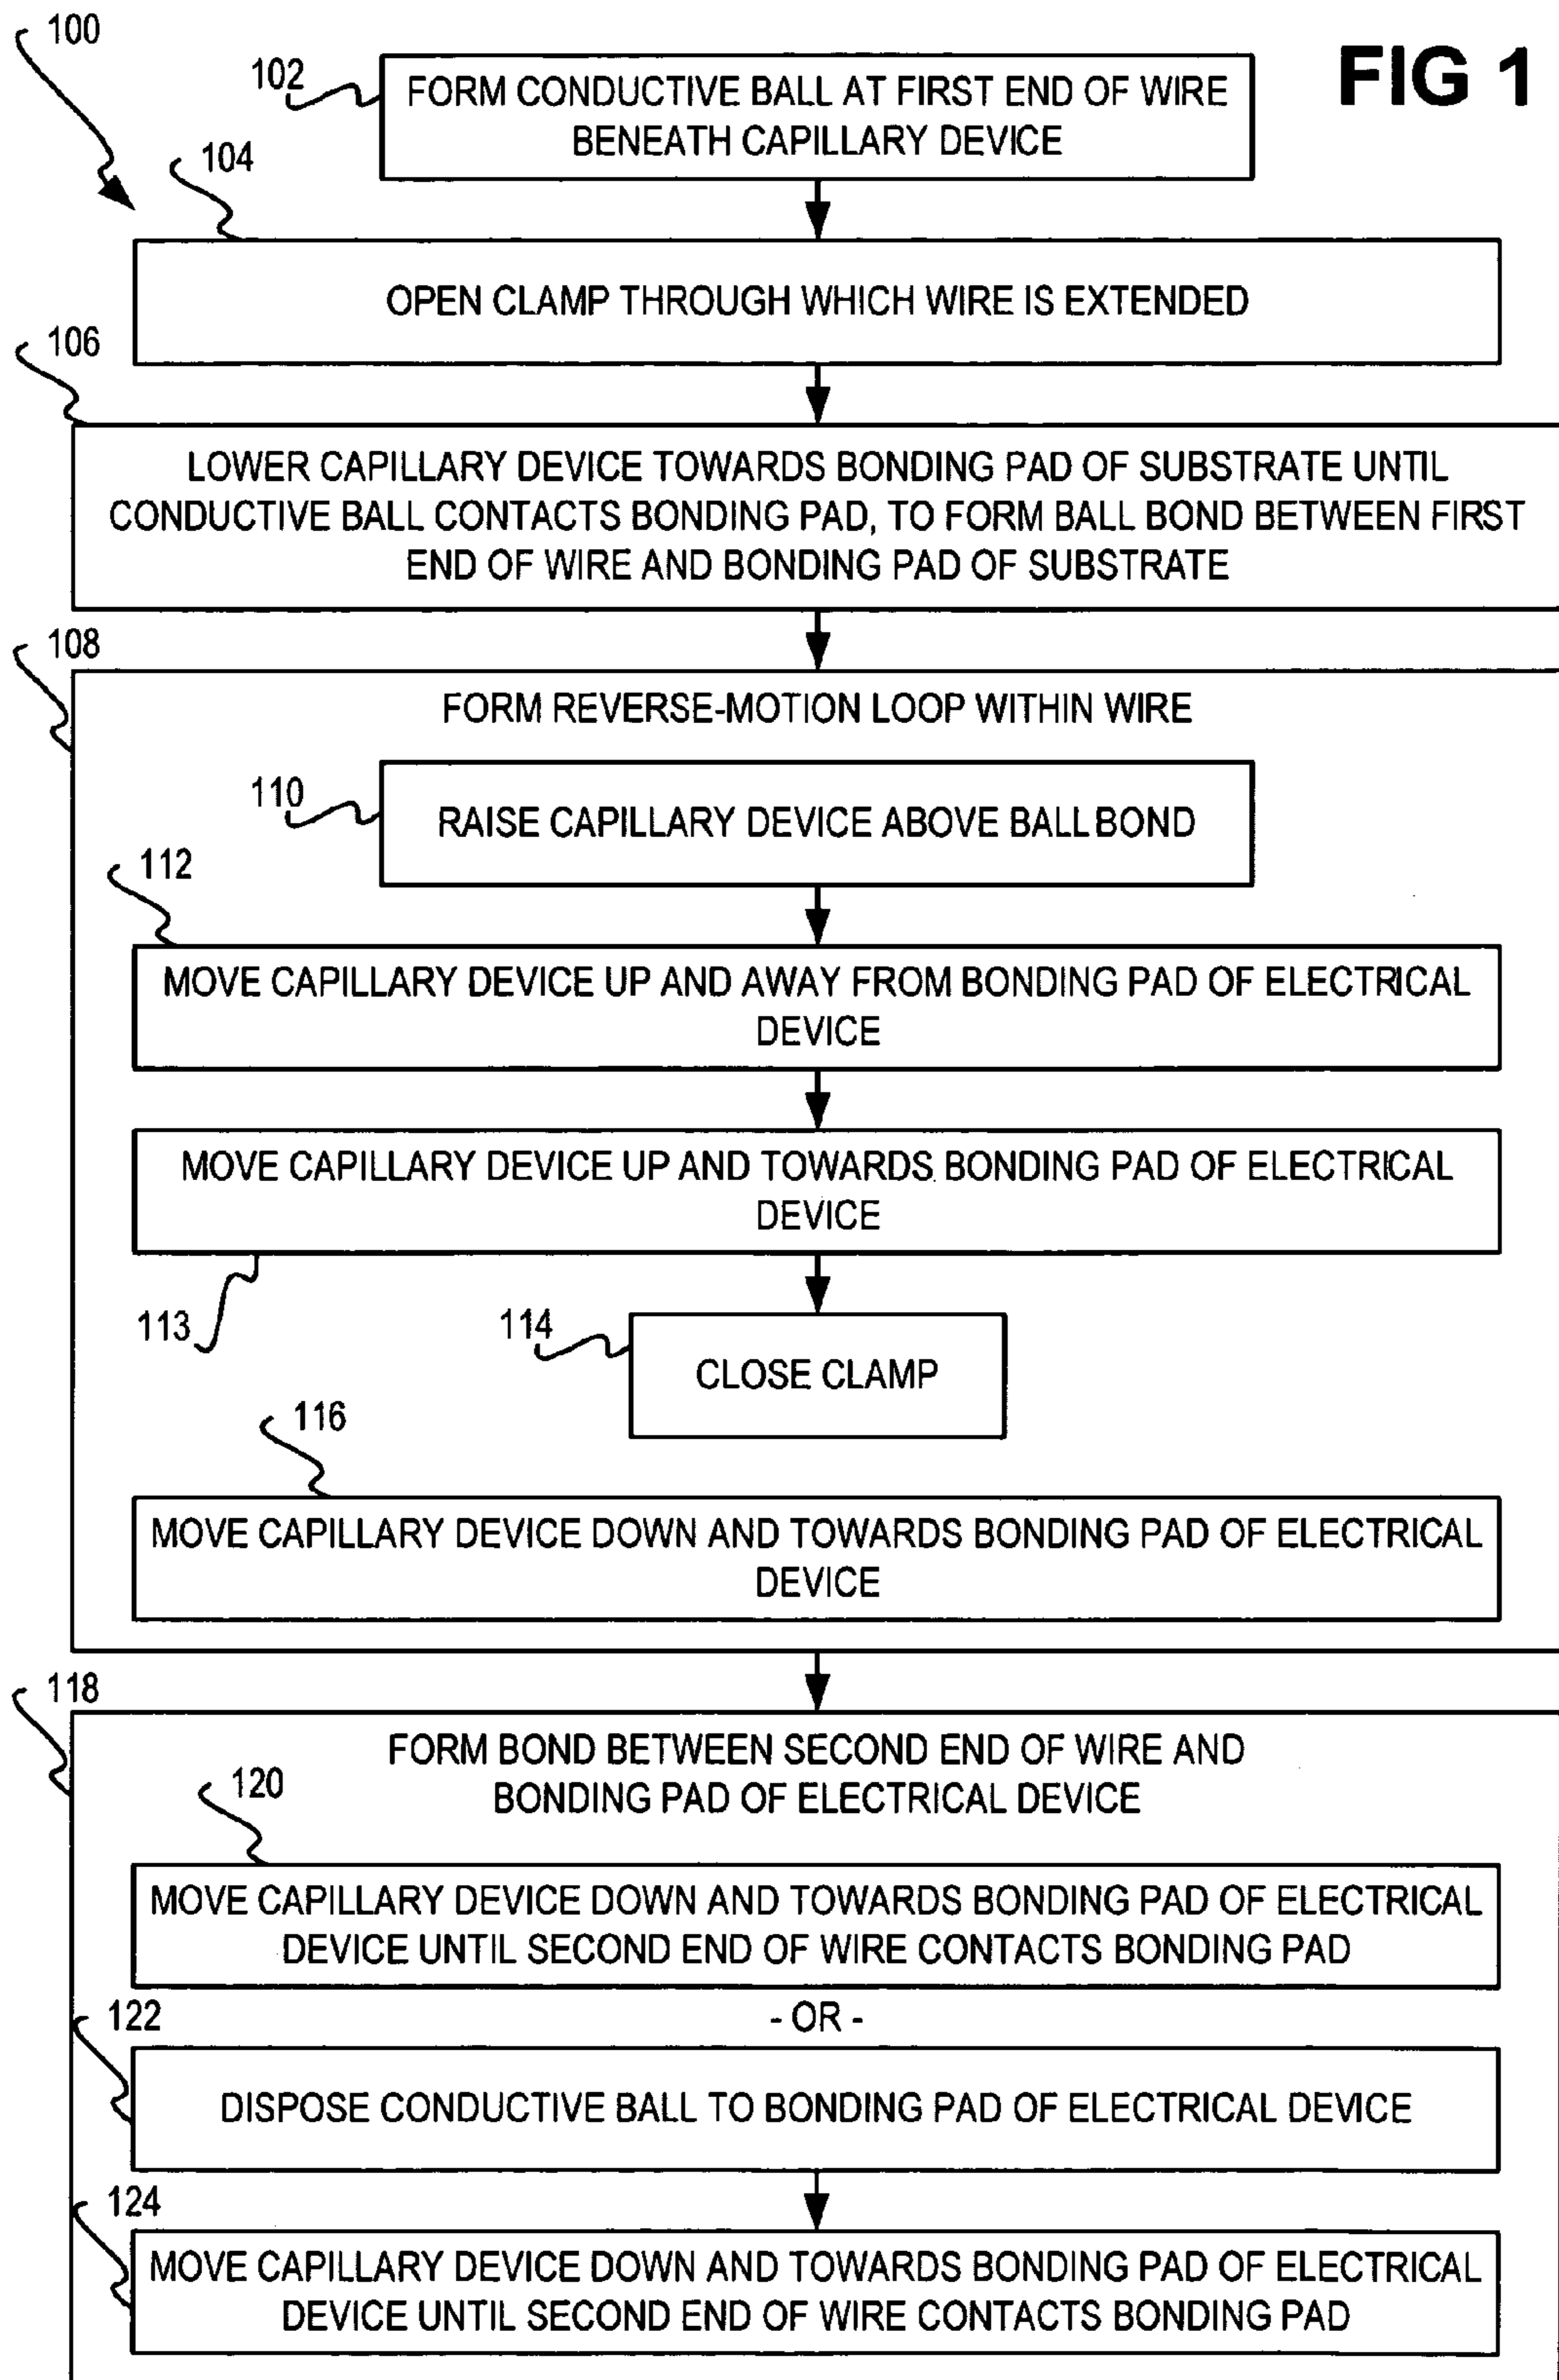 100
FIG 1
102
FORM CONDUCTIVE BALL AT FIRST END OF WIRE
BENEATH CAPILLARY DEVICE
104
OPEN CLAMP THROUGH WHICH WIRE IS EXTENDED
106
LOWER CAPILLARY DEVICE TOWARDS BONDING PAD OF SUBSTRATE UNTIL
CONDUCTIVE BALL CONTACTS BONDING PAD, TO FORM BALL BOND BETWEEN FIRST
END OF WIRE AND BONDING PAD OF SUBSTRATE
108
FORM REVERSE-MOTION LOOP WITHIN WIRE
110
RAISE CAPILLARY DEVICE ABOVE BALL BOND
112
MOVE CAPILLARY DEVICE UP AND AWAY FROM BONDING PAD OF ELECTRICAL
DEVICE
MOVE CAPILLARY DEVICE UP AND TOWARDS BONDING PAD OF ELECTRICAL
DEVICE
113
114
CLOSE CLAMP
116
MOVE CAPILLARY DEVICE DOWN AND TOWARDS BONDING PAD OF ELECTRICAL
DEVICE
118
FORM BOND BETWEEN SECOND END OF WIRE AND
BONDING PAD OF ELECTRICAL DEVICE
120
MOVE CAPILLARY DEVICE DOWN AND TOWARDS BONDING PAD OF ELECTRICAL
DEVICE UNTIL SECOND END OF WIRE CONTACTS BONDING PAD
- OR -
122
DISPOSE CONDUCTIVE BALL TO BONDING PAD OF ELECTRICAL DEVICE
124
MOVE CAPILLARY DEVICE DOWN AND TOWARDS BONDING PAD OF ELECTRICAL
DEVICE UNTIL SECOND END OF WIRE CONTACTS BONDING PAD